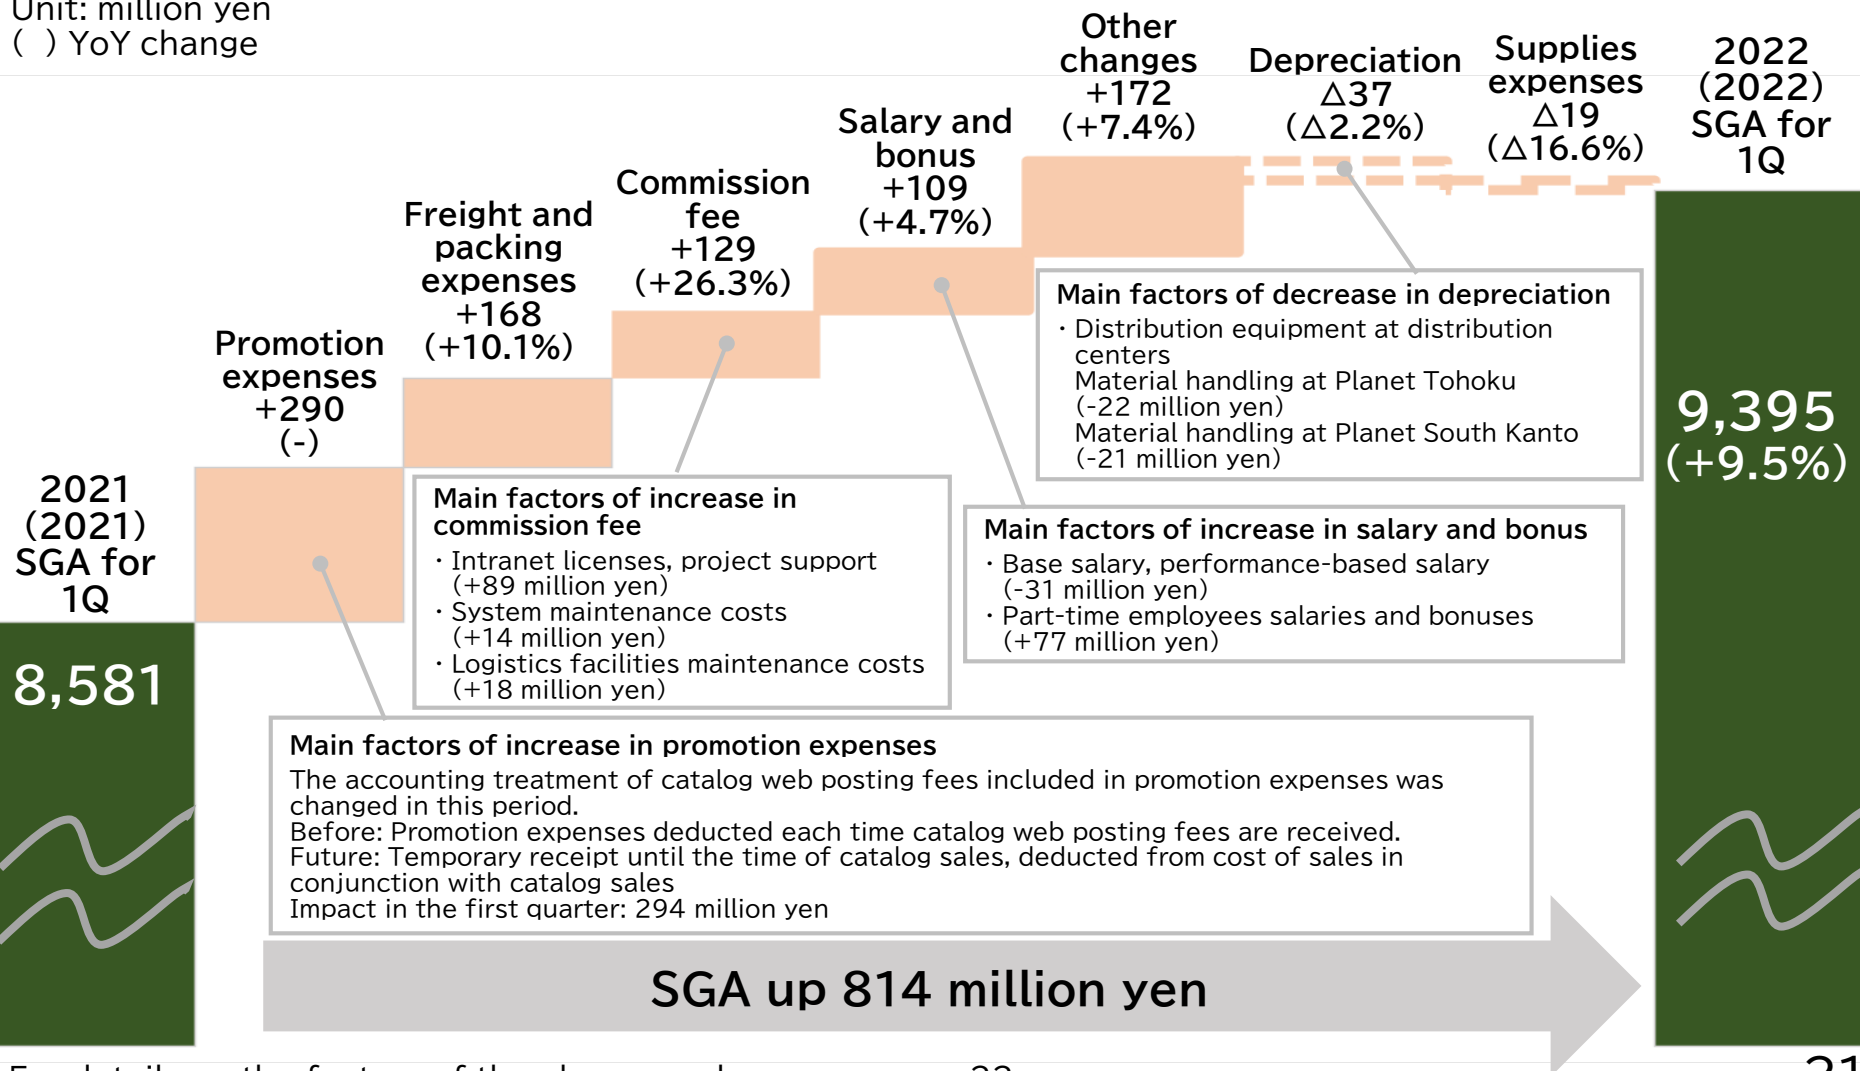 Unit: million yen
( ) YoY change
2021
(2021)
SGA for
1Q
8,581
Promotion
expenses
+290
(-)
Freight and
packing
expenses
+168
(+10.1%)
Commission
fee
+129
(+26.3%)
Salary and
bonus
+109
(+4.7%)
Other
changes
+172
(+7.4%)
Depreciation
△37
(△2.2%)
Supplies
expenses
△19
(△16.6%)
2022
(2022)
SGA for
1Q
9,395
(+9.5%)
Main factors of decrease in depreciation
・Distribution equipment at distribution
centers
Material handling at Planet Tohoku
(-22 million yen)
Material handling at Planet South Kanto
(-21 million yen)
Main factors of increase in
commission fee
・Intranet licenses, project support
(+89 million yen)
・System maintenance costs
(+14 million yen)
・Logistics facilities maintenance costs
(+18 million yen)
Main factors of increase in salary and bonus
・Base salary, performance-based salary
(-31 million yen)
・Part-time employees salaries and bonuses
(+77 million yen)
Main factors of increase in promotion expenses
The accounting treatment of catalog web posting fees included in promotion expenses was
changed in this period.
Before: Promotion expenses deducted each time catalog web posting fees are received.
Future: Temporary receipt until the time of catalog sales, deducted from cost of sales in
conjunction with catalog sales
Impact in the first quarter: 294 million yen
SGA up 814 million yen